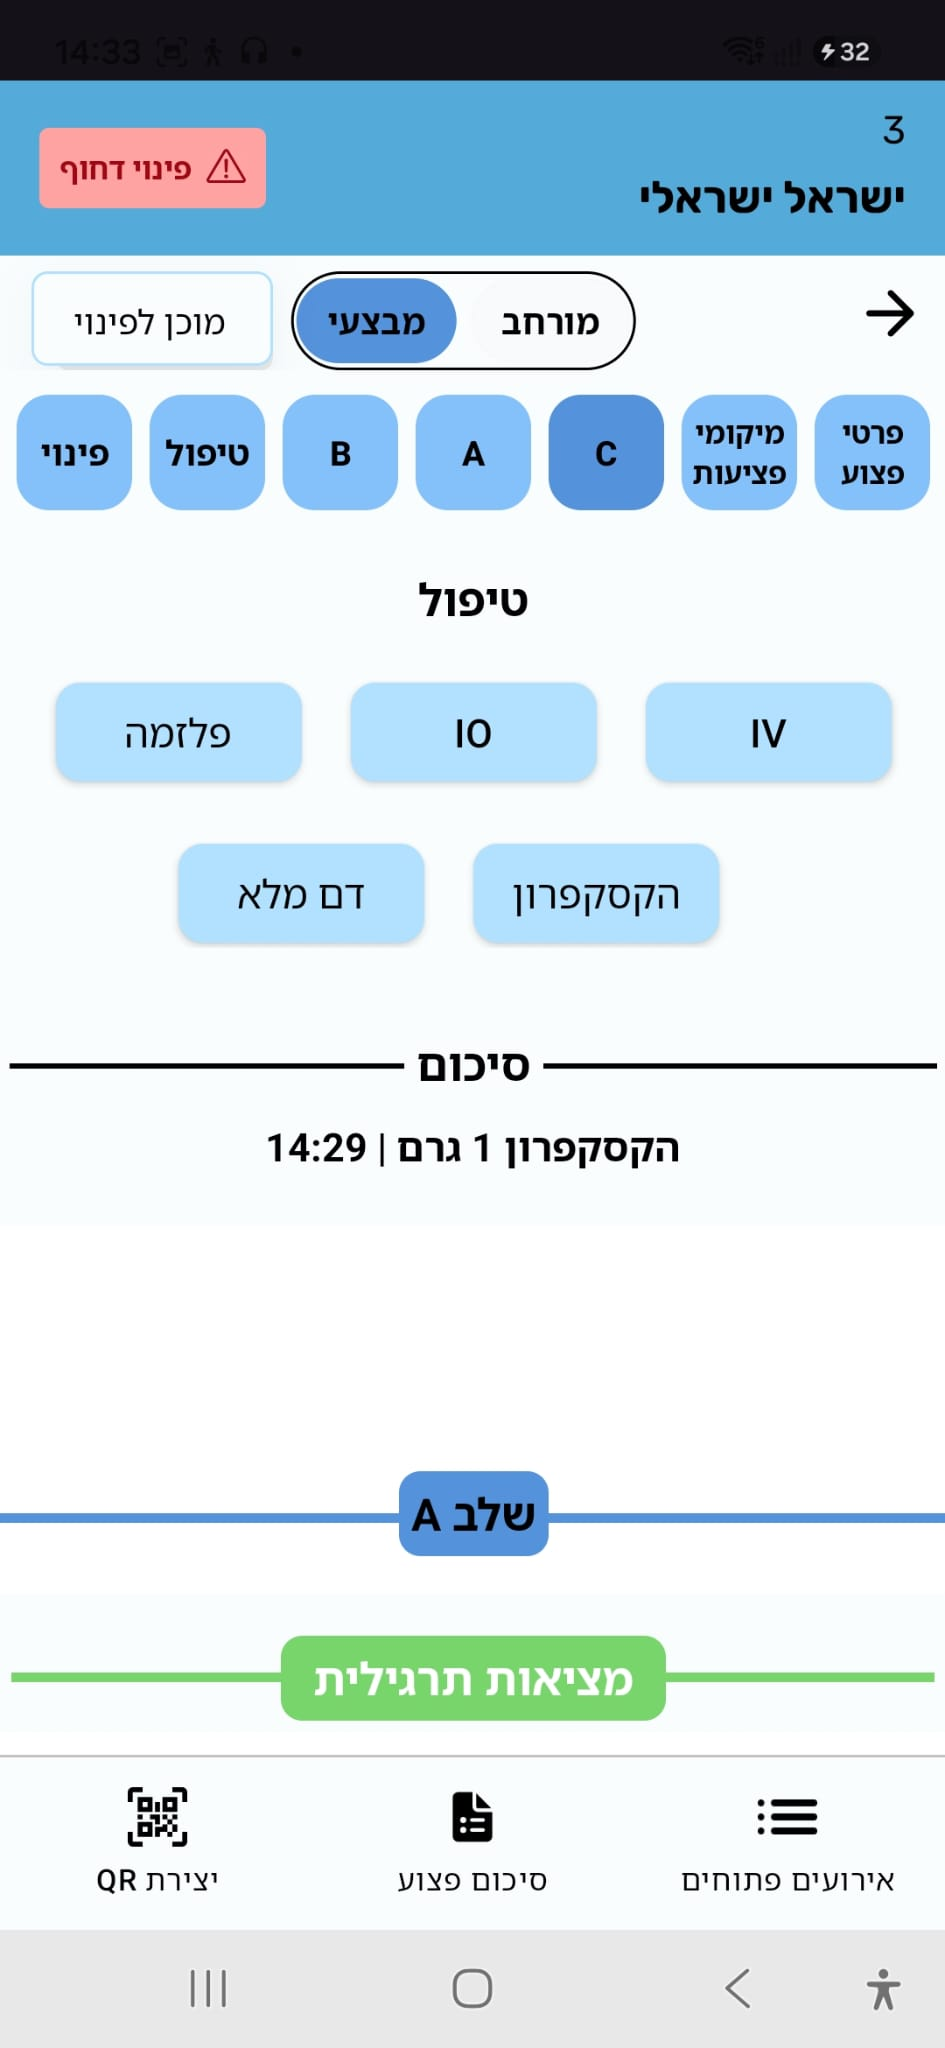 14:33
32
3
ישראל ישראלי
פינוי דחוף
מורחב
מבצעי
מוכן לפינוי
פרטי פצוע
מיקומי פציעות
C
A
B
טיפול
פינוי
טיפול
IV
IO
פלזמה
הקסקפרון
דם מלא
סיכום
הקסקפרון 1 גרם | 14:29
שלב A
מציאות תרגילית
אירועים פתוחים
סיכום פצוע
יצירת QR